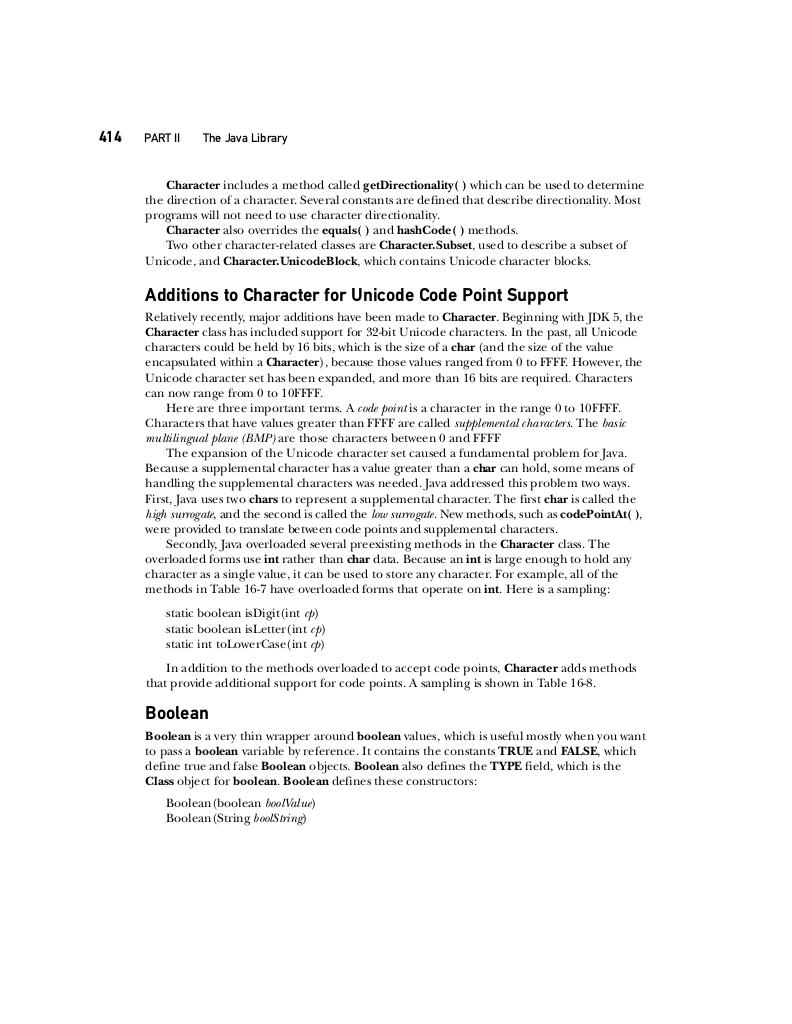 414 PART II The Java Library
Character includes a method called getDirectionality( ) which can be used to determine
the direction of a character. Several constants are defined that describe directionality. Most
programs will not need to use character directionality.
Character also overrides the equals( ) and hashCode( ) methods.
Two other character-related classes are Character.Subset, used to describe a subset of
Unicode, and Character.UnicodeBlock, which contains Unicode character blocks.
Additions to Character for Unicode Code Point Support
Relatively recently, major additions have been made to Character. Beginning with JDK 5, the
Character class has included support for 32-bit Unicode characters. In the past, all Unicode
characters could be held by 16 bits, which is the size of a char (and the size of the value
encapsulated within a Character), because those values ranged from 0 to FFFF. However, the
Unicode character set has been expanded, and more than 16 bits are required. Characters
can now range from 0 to 10FFFF.
Here are three important terms. A code point is a character in the range 0 to 10FFFF.
Characters that have values greater than FFFF are called supplemental characters. The basic
multilingual plane (BMP) are those characters between 0 and FFFF
The expansion of the Unicode character set caused a fundamental problem for Java.
Because a supplemental character has a value greater than a char can hold, some means of
handling the supplemental characters was needed. Java addressed this problem two ways.
First, Java uses two chars to represent a supplemental character. The first char is called the
high surrogate, and the second is called the low surrogate. New methods, such as codePointAt( ),
were provided to translate between code points and supplemental characters.
Secondly, Java overloaded several preexisting methods in the Character class. The
overloaded forms use int rather than char data. Because an int is large enough to hold any
character as a single value, it can be used to store any character. For example, all of the
methods in Table 16-7 have overloaded forms that operate on int. Here is a sampling:
static boolean isDigit(int cp)
static boolean isLetter(int cp)
static int toLowerCase(int cp)
In addition to the methods overloaded to accept code points, Character adds methods
that provide additional support for code points. A sampling is shown in Table 16-8.
Boolean
Boolean is a very thin wrapper around boolean values, which is useful mostly when you want
to pass a boolean variable by reference. It contains the constants TRUE and FALSE, which
define true and false Boolean objects. Boolean also defines the TYPE field, which is the
Class object for boolean. Boolean defines these constructors:
Boolean(boolean boolValue)
Boolean(String boolString)